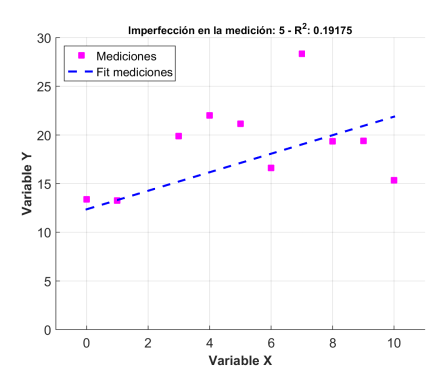 Imperfección en la medición: 5 - R²: 0.19175
Mediciones
Fit mediciones
Variable Y
30
25
20
15
10
5
0
0 2 4 6 8 10
Variable X